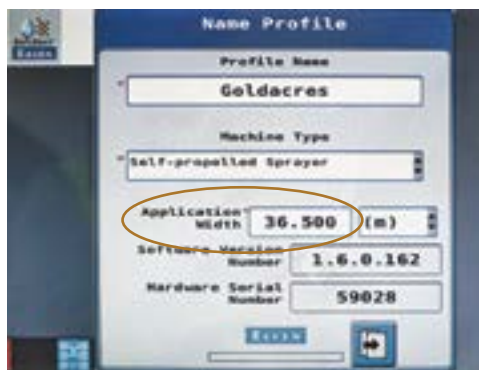 Name Profile
Profile Name
Goldacres
Machine Type
Self-propelled Sprayer
Application Width 36.500 (m)
Software Version Number 1.6.0.162
Hardware Serial Number 59028
Raven